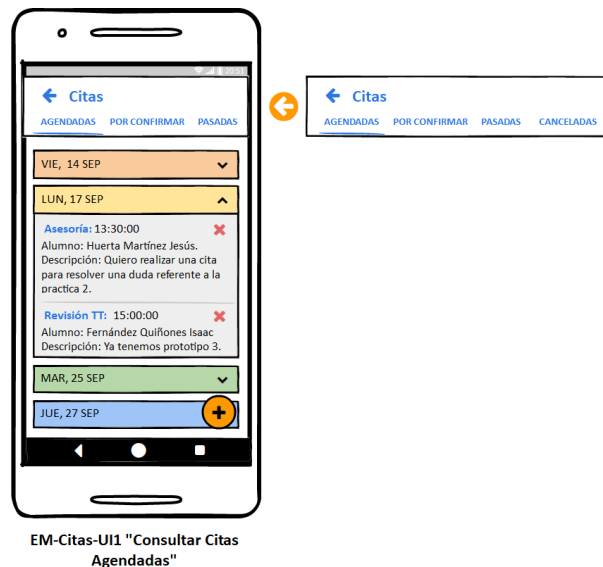 20:51
Citas
AGENDADAS POR CONFIRMAR PASADAS
VIE, 14 SEP
LUN, 17 SEP
Asesoría: 13:30:00
Alumno: Huerta Martínez Jesús.
Descripción: Quiero realizar una cita
para resolver una duda referente a la
practica 2.
Revisión TT: 15:00:00
Alumno: Fernández Quiñones Isaac
Descripción: Ya tenemos prototipo 3.
MAR, 25 SEP
JUE, 27 SEP
EM-Citas-UI1 "Consultar Citas
Agendadas"
Citas
AGENDADAS POR CONFIRMAR PASADAS CANCELADAS